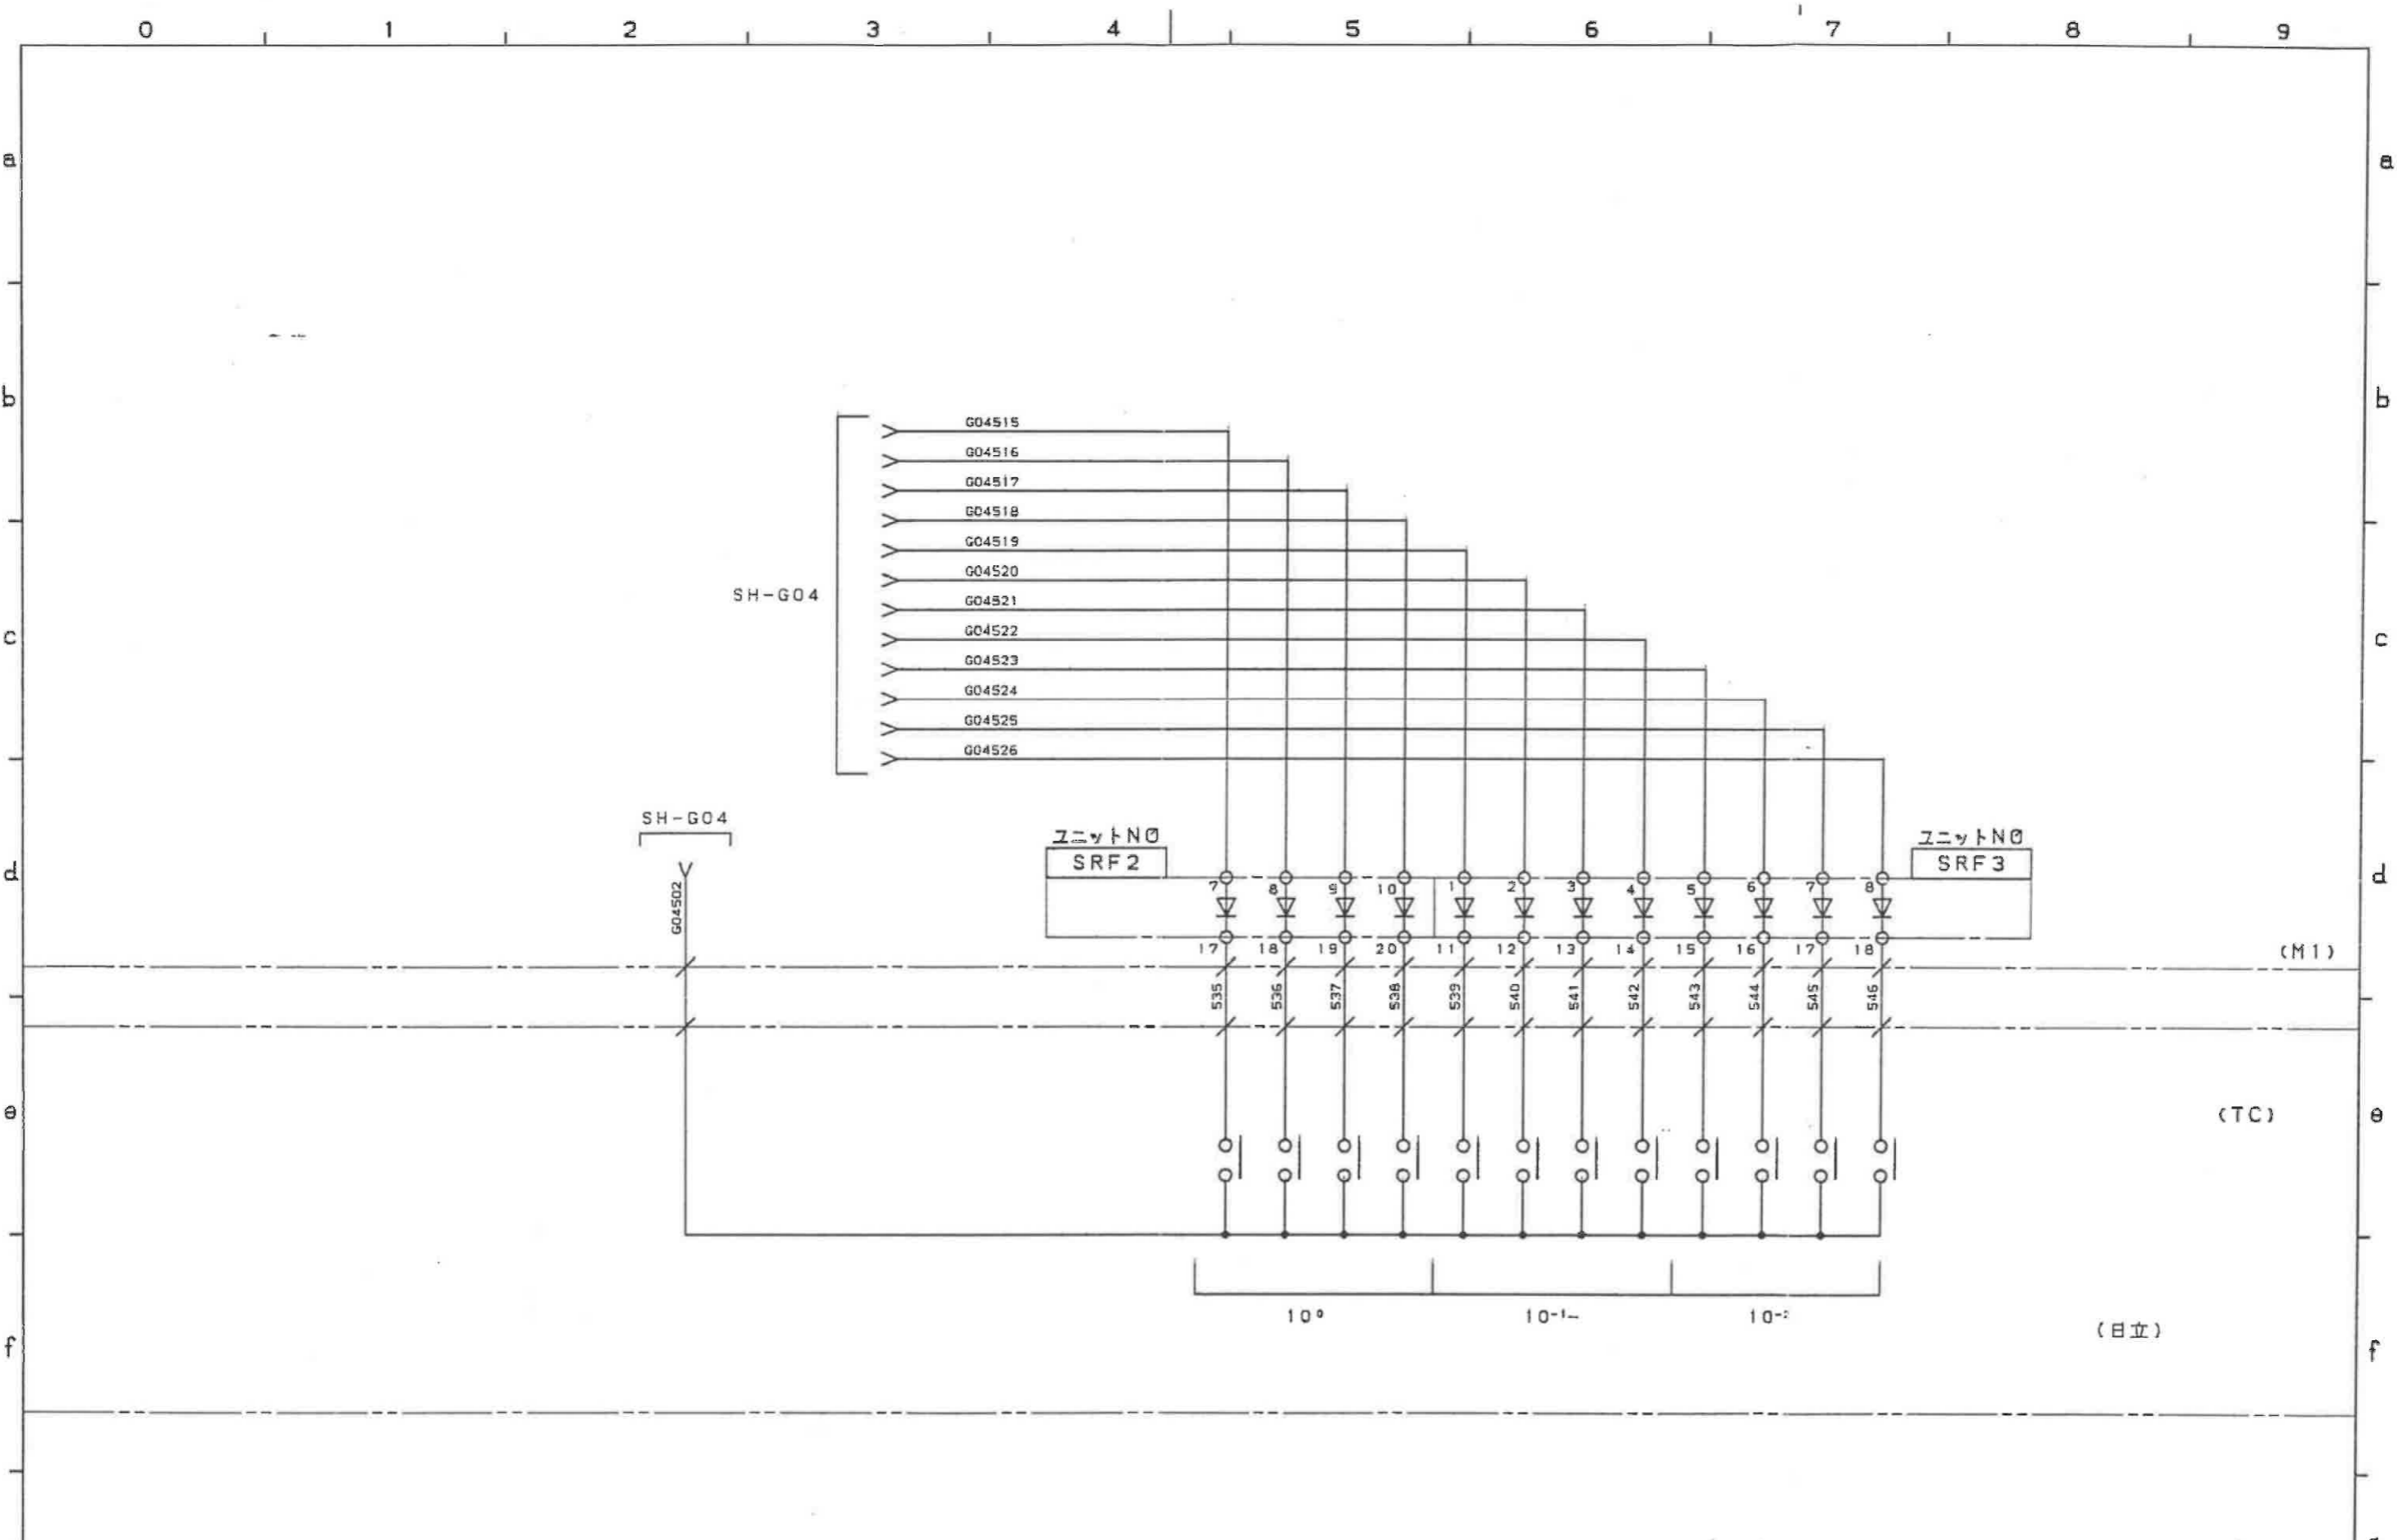 0 1 2 3 4 5 6 7 8 9
a a
b b
G04515
G04516
G04517
G04518
G04519
G04520
SH-G04
G04521
G04522
c c
G04523
G04524
G04525
G04526
SH-G04
ユニットNO ユニットNO
SRF2 SRF3
d d
G04502
7 8 9 10 1 2 3 4 5 6 7 8
17 18 19 20 11 12 13 14 15 16 17 18
(M1)
535 536 537 538 539 540 541 542 543 544 545 546
e e
(TC)
10⁰ 10⁻¹
(日立)
f f